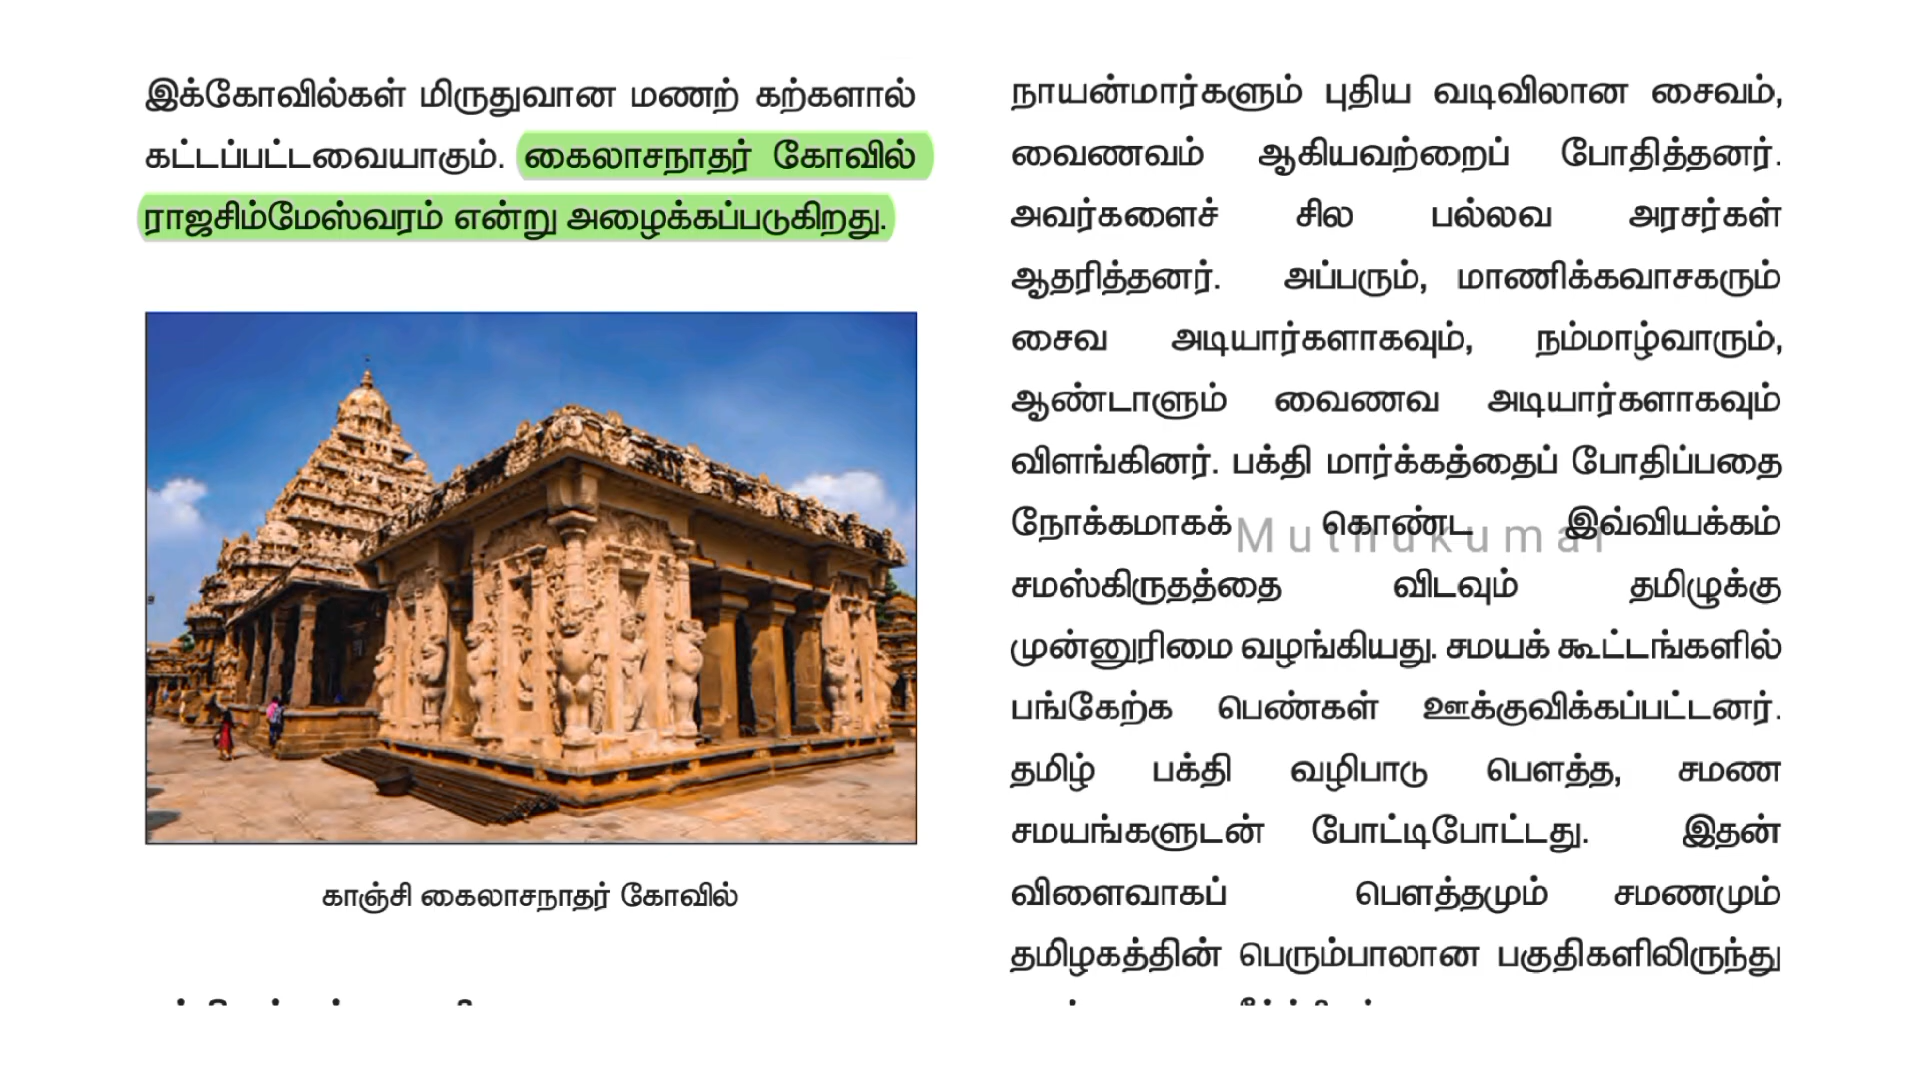 இக்கோவில்கள் மிருதுவான மணற் கற்களால்
கட்டப்பட்டவையாகும். கைலாசநாதர் கோவில்
ராஜசிம்மேஸ்வரம் என்று அழைக்கப்படுகிறது.
காஞ்சி கைலாசநாதர் கோவில்
நாயன்மார்களும் புதிய வடிவிலான சைவம்,
வைணவம் ஆகியவற்றைப் போதித்தனர்.
அவர்களைச் சில பல்லவ அரசர்கள்
ஆதரித்தனர். அப்பரும், மாணிக்கவாசகரும்
சைவ அடியார்களாகவும், நம்மாழ்வாரும்,
ஆண்டாளும் வைணவ அடியார்களாகவும்
விளங்கினர். பக்தி மார்க்கத்தைப் போதிப்பதை
நோக்கமாகக் கொண்ட இவ்வியக்கம்
Muthukumar
சமஸ்கிருதத்தை விடவும் தமிழுக்கு
முன்னுரிமை வழங்கியது. சமயக் கூட்டங்களில்
பங்கேற்க பெண்கள் ஊக்குவிக்கப்பட்டனர்.
தமிழ் பக்தி வழிபாடு பௌத்த, சமண
சமயங்களுடன் போட்டிபோட்டது. இதன்
விளைவாகப் பௌத்தமும் சமணமும்
தமிழகத்தின் பெரும்பாலான பகுதிகளிலிருந்து